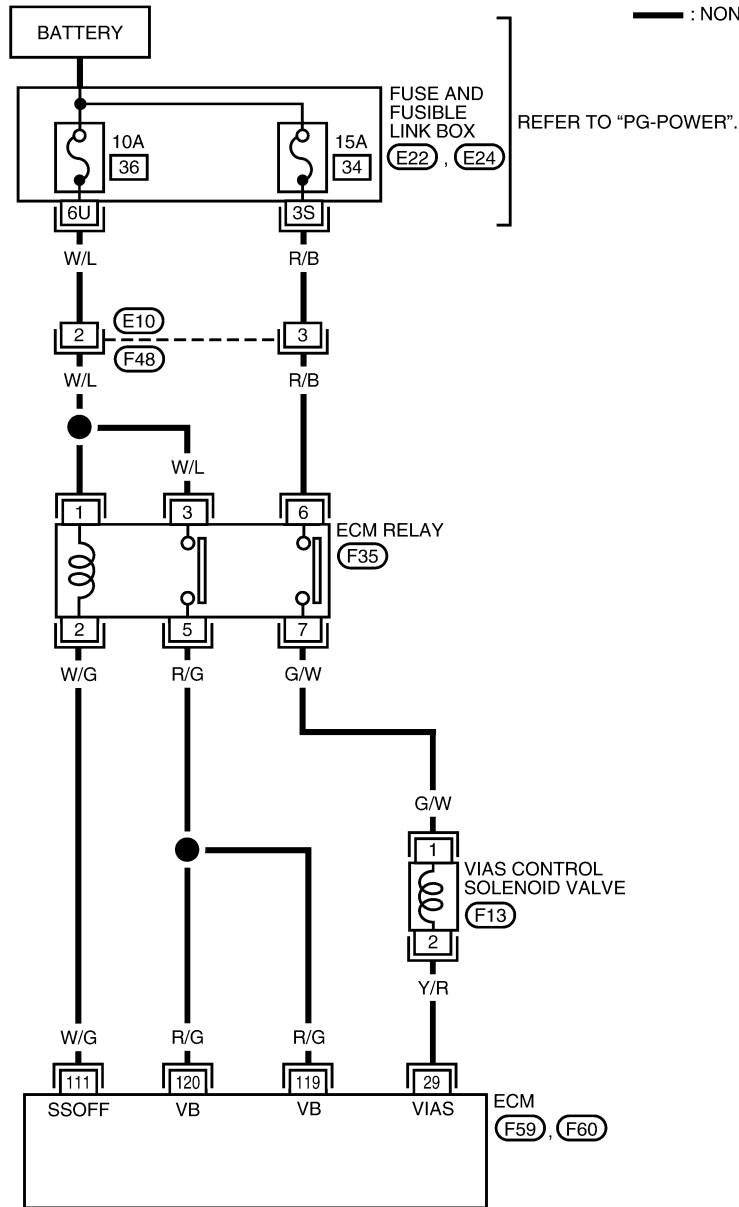 : NON
BATTERY
FUSE AND
FUSIBLE
LINK BOX
E22 , E24
REFER TO “PG-POWER”.
10A
36
15A
34
6U
3S
W/L
R/B
2
E10
3
F48
W/L
R/B
W/L
1
3
6
ECM RELAY
F35
2
5
7
W/G
R/G
G/W
G/W
1
VIAS CONTROL
SOLENOID VALVE
F13
2
Y/R
W/G
R/G
R/G
111
120
119
29
SSOFF
VB
VB
VIAS
ECM
F59 , F60